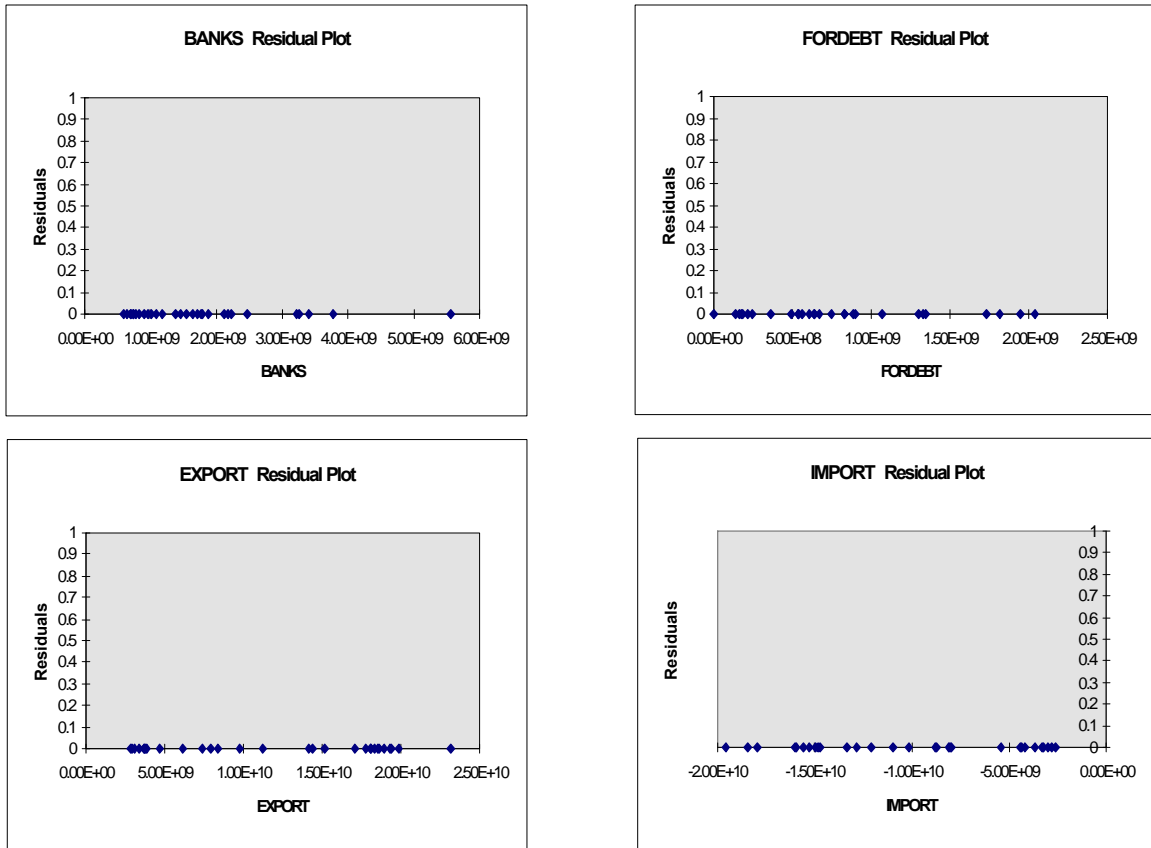 BANKS Residual Plot
1
0.9
0.8
0.7
0.6
0.5
0.4
0.3
0.2
0.1
0
Residuals
0.00E+00 1.00E+09 2.00E+09 3.00E+09 4.00E+09 5.00E+09 6.00E+09
BANKS
FORDEBT Residual Plot
1
0.9
0.8
0.7
0.6
0.5
0.4
0.3
0.2
0.1
0
Residuals
0.00E+00 5.00E+08 1.00E+09 1.50E+09 2.00E+09 2.50E+09
FORDEBT
EXPORT Residual Plot
1
0.9
0.8
0.7
0.6
0.5
0.4
0.3
0.2
0.1
0
Residuals
0.00E+00 5.00E+09 1.00E+10 1.50E+10 2.00E+10 2.50E+10
EXPORT
IMPORT Residual Plot
1
0.9
0.8
0.7
0.6
0.5
0.4
0.3
0.2
0.1
0
Residuals
-2.00E+10 -1.50E+10 -1.00E+10 -5.00E+09 0.00E+00
IMPORT